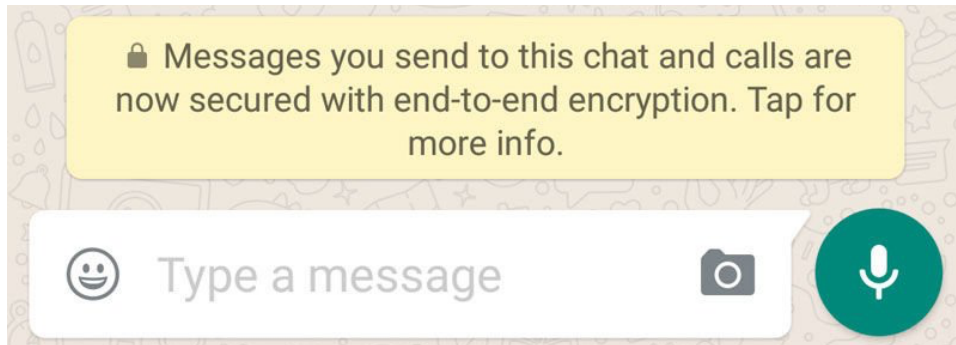 Messages you send to this chat and calls are
now secured with end-to-end encryption. Tap for
more info.
Type a message